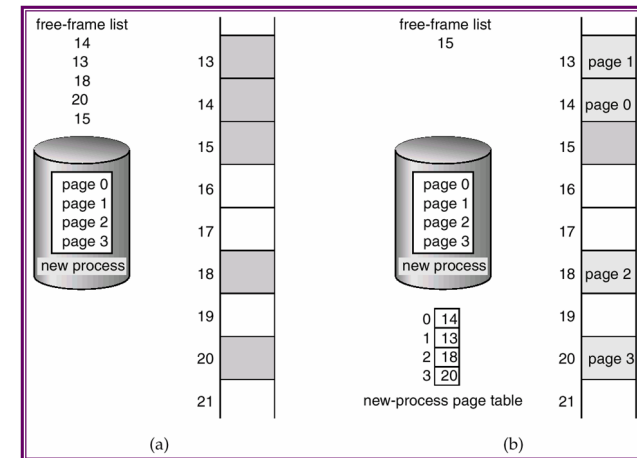 free-frame list
14
13
18
20
15
page 0
page 1
page 2
page 3
new process
13
14
15
16
17
18
19
20
21
(a)
free-frame list
15
page 0
page 1
page 2
page 3
new process
0 14
1 13
2 18
3 20
new-process page table
13 page 1
14 page 0
15
16
17
18 page 2
19
20 page 3
21
(b)